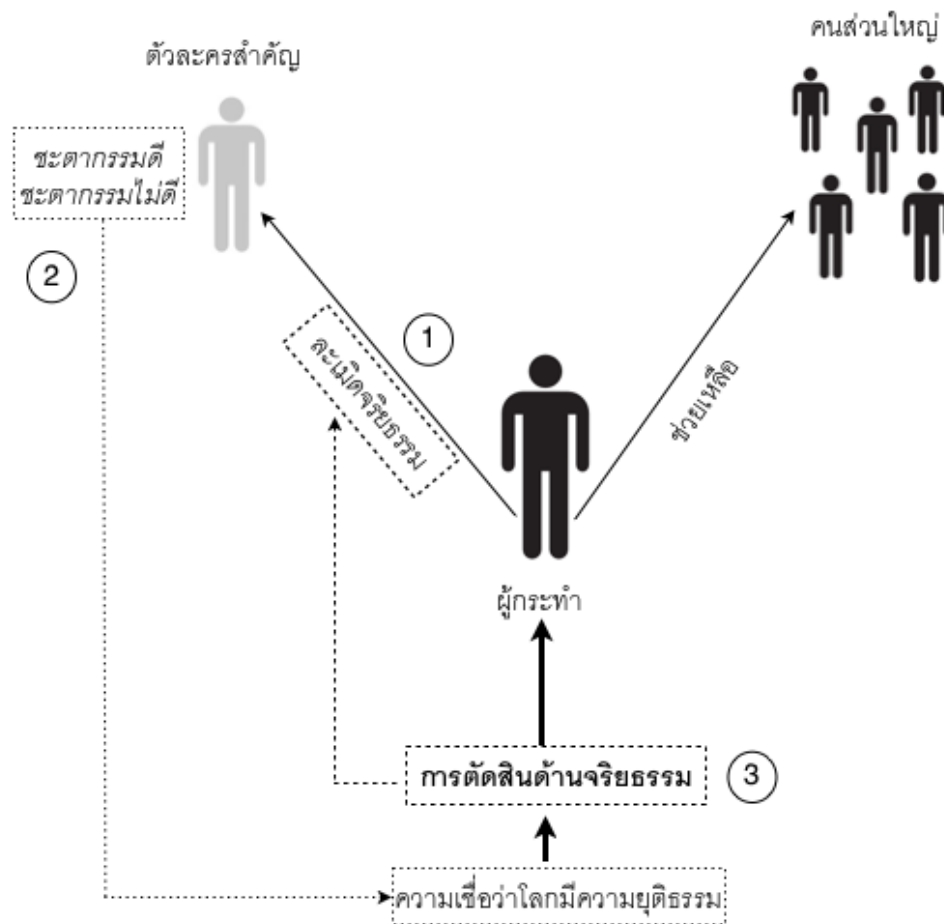 คนส่วนใหญ่
ตัวละครสำคัญ
ชะตากรรมดี
ชะตากรรมไม่ดี
2
1
ละเมิดจริยธรรม
ช่วยเหลือ
ผู้กระทำ
การตัดสินด้านจริยธรรม
3
ความเชื่อว่าโลกมีความยุติธรรม